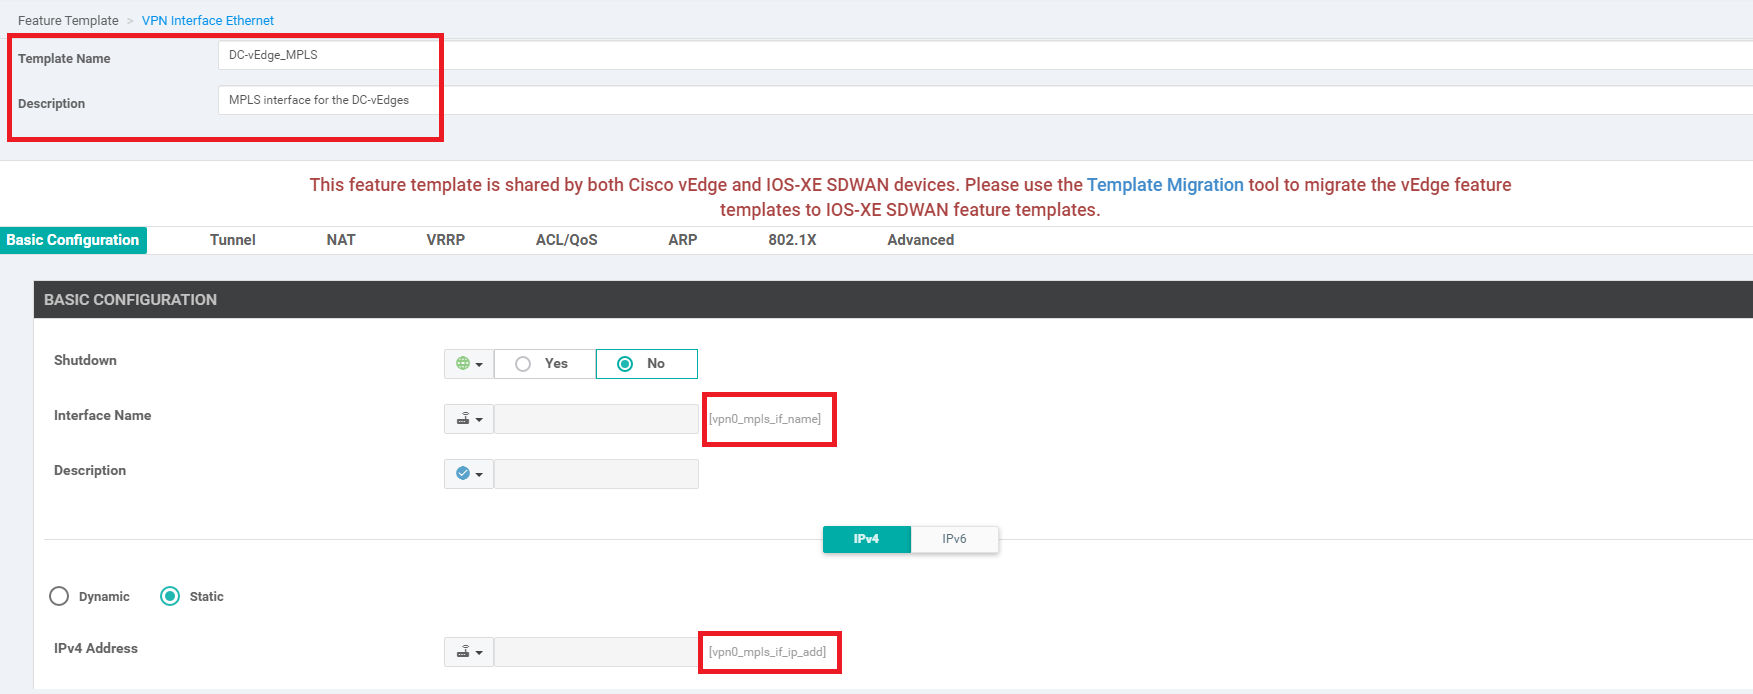 Feature Template > VPN Interface Ethernet
Template Name DC-vEdge_MPLS
Description MPLS interface for the DC-vEdges
This feature template is shared by both Cisco vEdge and IOS-XE SDWAN devices. Please use the Template Migration tool to migrate the vEdge feature
templates to IOS-XE SDWAN feature templates.
Basic Configuration Tunnel NAT VRRP ACL/QoS ARP 802.1X Advanced
BASIC CONFIGURATION
Shutdown Yes No
Interface Name [vpn0_mpls_if_name]
Description
IPv4 IPv6
Dynamic Static
IPv4 Address [vpn0_mpls_if_ip_add]